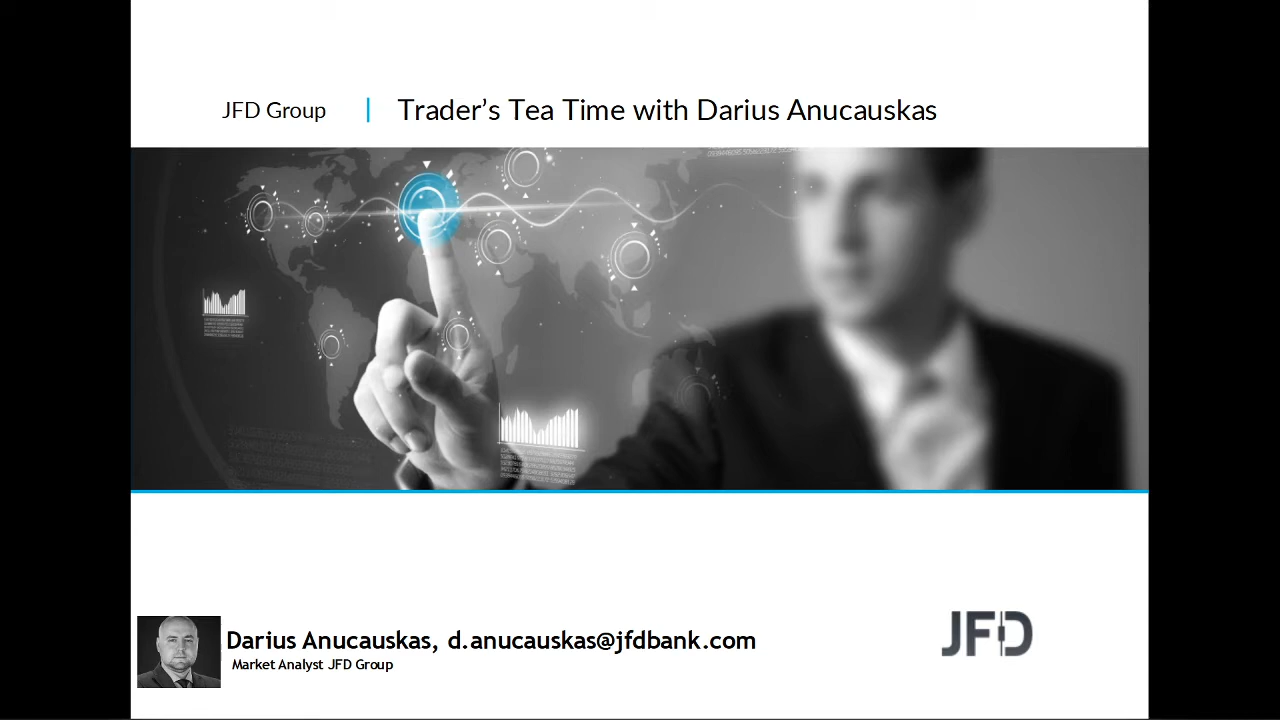 JFD Group | Trader's Tea Time with Darius Anucauskas
Darius Anucauskas, d.anucauskas@jfdbank.com
Market Analyst JFD Group
JFD